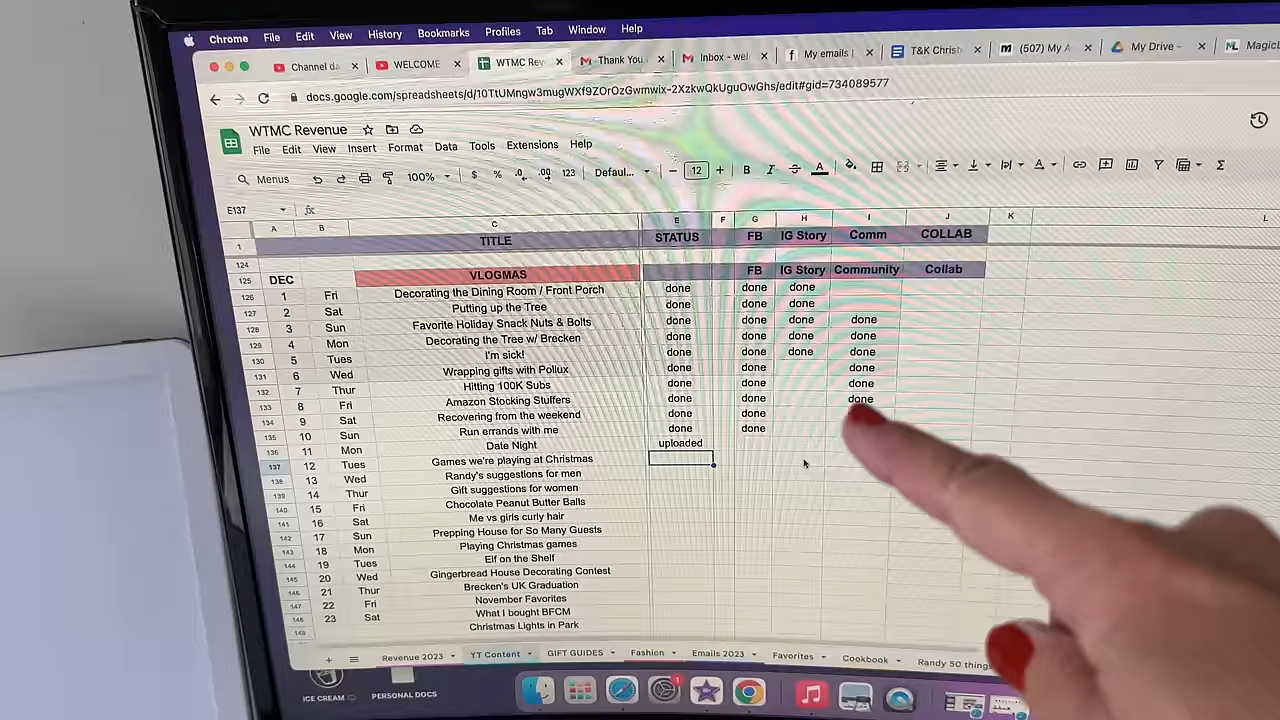 Chrome File Edit View History Bookmarks Profiles Tab Window Help
Channel da WELCOME WTMC Rev Thank You Inbox - wel My emails T&K Christ (507) My A My Drive - Magicl
docs.google.com/spreadsheets/d/10TtUMngw3mugWXf9ZOrOzGwmwix-2XzkwQkUguOwGhs/edit#gid=734089577
WTMC Revenue
File Edit View Insert Format Data Tools Extensions Help
Menus 100% $ % .0 .00 123 Defaul... - 12 + B I A
E137 fx
A B C E F G H I J K L
1 TITLE STATUS FB IG Story Comm COLLAB
124
125 DEC VLOGMAS FB IG Story Community Collab
126 1 Fri Decorating the Dining Room / Front Porch done done done
127 2 Sat Putting up the Tree done done done
128 3 Sun Favorite Holiday Snack Nuts & Bolts done done done done
129 4 Mon Decorating the Tree w/ Brecken done done done done
130 5 Tues I'm sick! done done done done
131 6 Wed Wrapping gifts with Pollux done done done
132 7 Thur Hitting 100K Subs done done done
133 8 Fri Amazon Stocking Stuffers done done done
134 9 Sat Recovering from the weekend done done
135 10 Sun Run errands with me done done
136 11 Mon Date Night uploaded
137 12 Tues Games we're playing at Christmas
138 13 Wed Randy's suggestions for men
139 14 Thur Gift suggestions for women
140 15 Fri Chocolate Peanut Butter Balls
141 16 Sat Me vs girls curly hair
142 17 Sun Prepping House for So Many Guests
143 18 Mon Playing Christmas games
144 19 Tues Elf on the Shelf
145 20 Wed Gingerbread House Decorating Contest
146 21 Thur Brecken's UK Graduation
147 22 Fri November Favorites
148 23 Sat What I bought BFCM
149 Christmas Lights in Park
Revenue 2023 YT Content GIFT GUIDES Fashion Emails 2023 Favorites Cookbook Randy 50 things
ICE CREAM PERSONAL DOCS 1